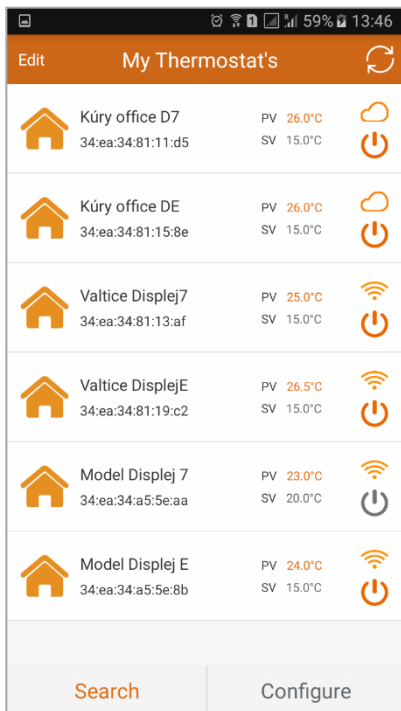 59% 13:46
Edit My Thermostat's
Kúry office D7 PV 26.0°C
34:ea:34:81:11:d5 SV 15.0°C
Kúry office DE PV 26.0°C
34:ea:34:81:15:8e SV 15.0°C
Valtice Displej7 PV 25.0°C
34:ea:34:81:13:af SV 15.0°C
Valtice DisplejE PV 26.5°C
34:ea:34:81:19:c2 SV 15.0°C
Model Displej 7 PV 23.0°C
34:ea:34:a5:5e:aa SV 20.0°C
Model Displej E PV 24.0°C
34:ea:34:a5:5e:8b SV 15.0°C
Search Configure